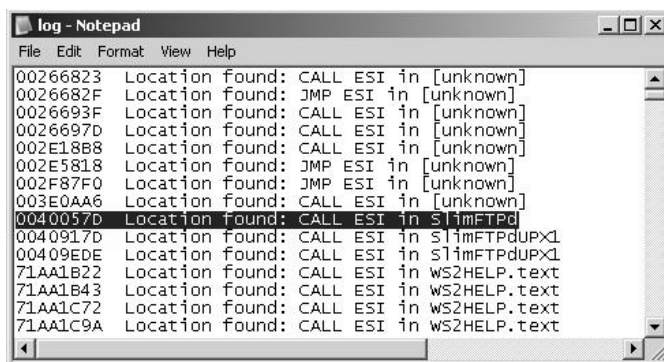 log - Notepad
File Edit Format View Help
00266823 Location found: CALL ESI in [unknown]
0026682F Location found: JMP ESI in [unknown]
0026693F Location found: CALL ESI in [unknown]
0026697D Location found: CALL ESI in [unknown]
002E18B8 Location found: CALL ESI in [unknown]
002E5818 Location found: JMP ESI in [unknown]
002F87F0 Location found: JMP ESI in [unknown]
003E0AA6 Location found: CALL ESI in [unknown]
0040057D Location found: CALL ESI in SlimFTPd
0040917D Location found: CALL ESI in SlimFTPdUPX1
00409EDE Location found: CALL ESI in SlimFTPdUPX1
71AA1B22 Location found: CALL ESI in WS2HELP.text
71AA1B43 Location found: CALL ESI in WS2HELP.text
71AA1C72 Location found: CALL ESI in WS2HELP.text
71AA1C9A Location found: CALL ESI in WS2HELP.text